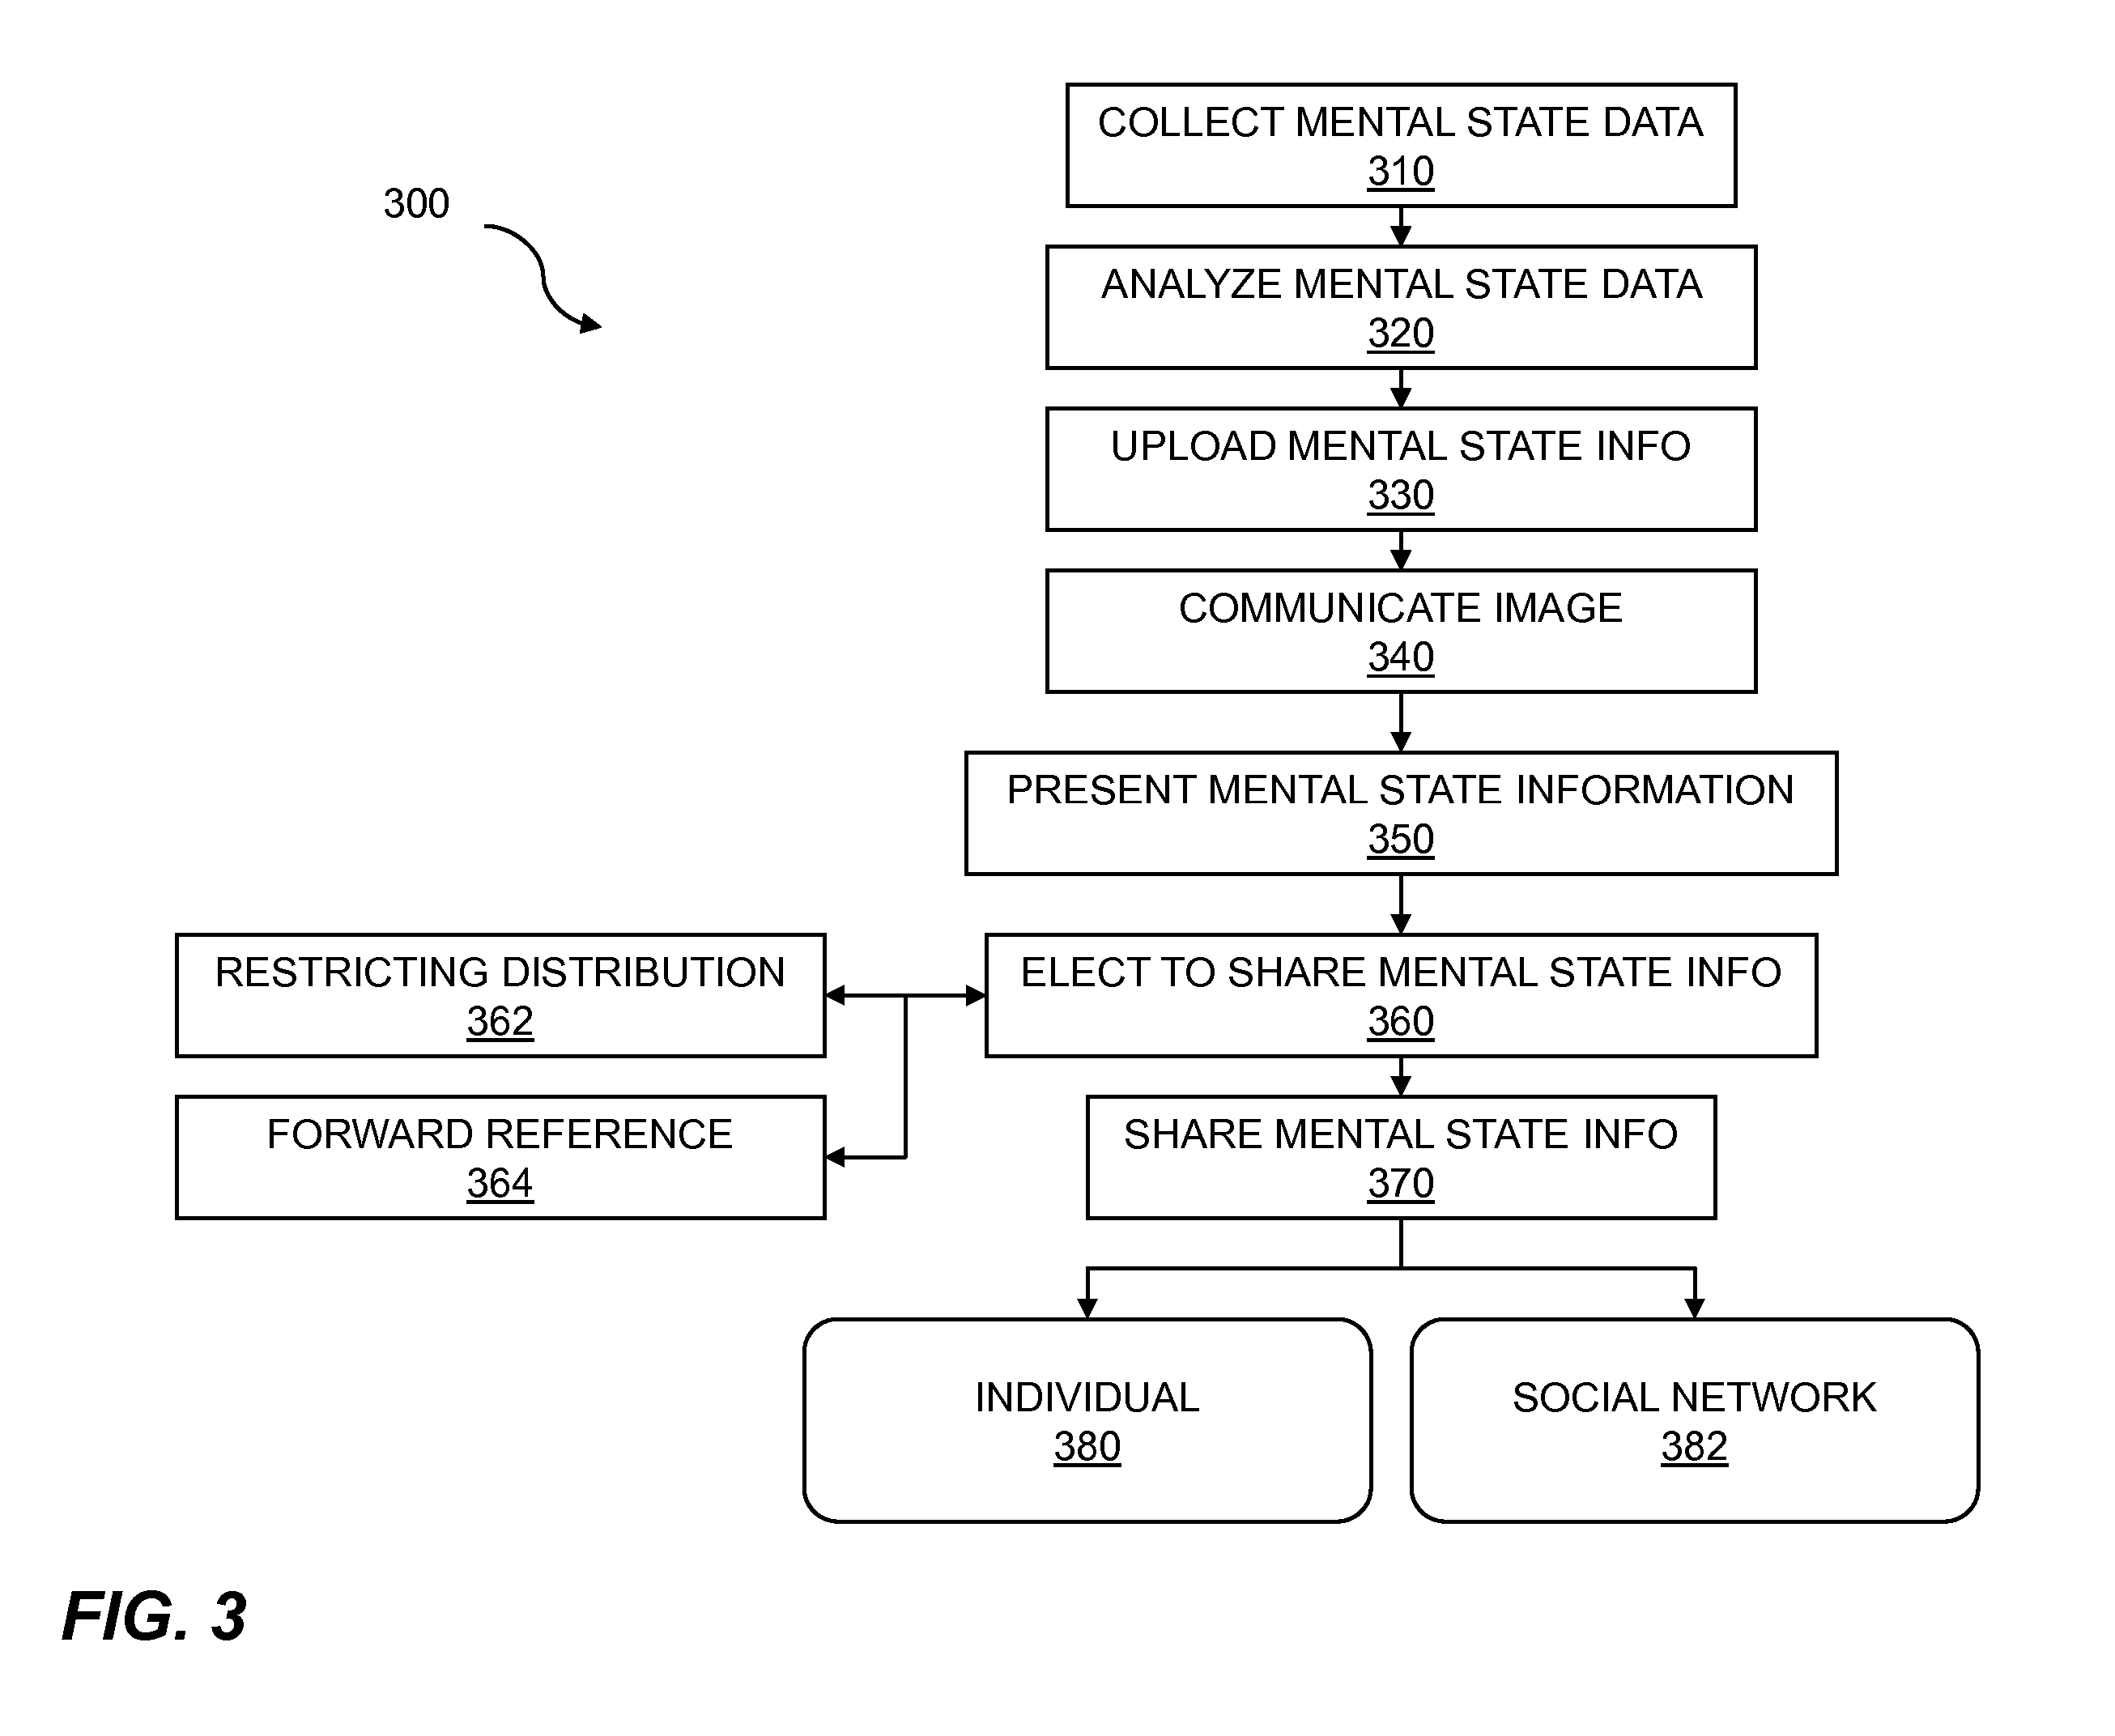 COLLECT MENTAL STATE DATA
310
300
ANALYZE MENTAL STATE DATA
320
UPLOAD MENTAL STATE INFO
330
COMMUNICATE IMAGE
340
PRESENT MENTAL STATE INFORMATION
350
RESTRICTING DISTRIBUTION
362
ELECT TO SHARE MENTAL STATE INFO
360
FORWARD REFERENCE
364
SHARE MENTAL STATE INFO
370
INDIVIDUAL
380
SOCIAL NETWORK
382
FIG. 3